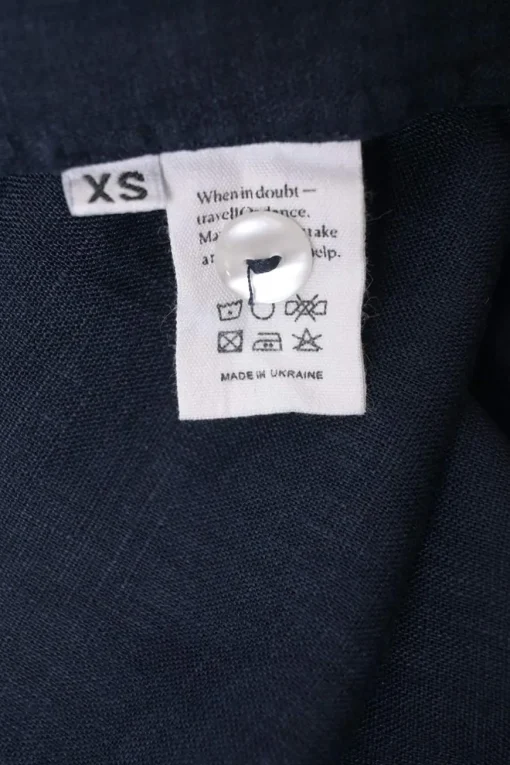 XS
When in doubt —
travel! Or dance.
take
help.
MADE IN UKRAINE